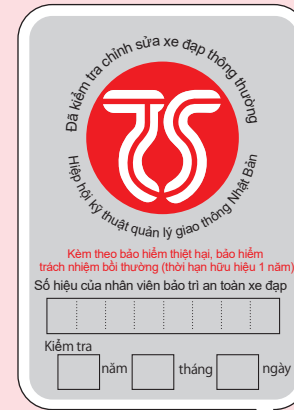 Đã kiểm tra chỉnh sửa xe đạp thông thường
TS
Hiệp hội kỹ thuật quản lý giao thông Nhật Bản
Kèm theo bảo hiểm thiệt hại, bảo hiểm
trách nhiệm bồi thường (thời hạn hữu hiệu 1 năm)
Số hiệu của nhân viên bảo trì an toàn xe đạp
Kiểm tra
năm tháng ngày